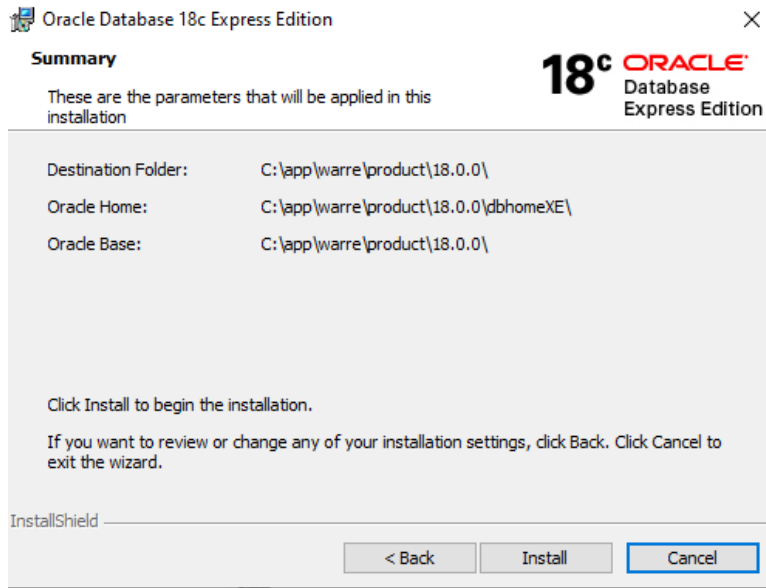 Oracle Database 18c Express Edition
Summary
These are the parameters that will be applied in this
installation
18c ORACLE
Database
Express Edition
Destination Folder: C:\app\warre\product\18.0.0\
Oracle Home: C:\app\warre\product\18.0.0\dbhomeXE\
Oracle Base: C:\app\warre\product\18.0.0\
Click Install to begin the installation.
If you want to review or change any of your installation settings, click Back. Click Cancel to
exit the wizard.
InstallShield
< Back Install Cancel